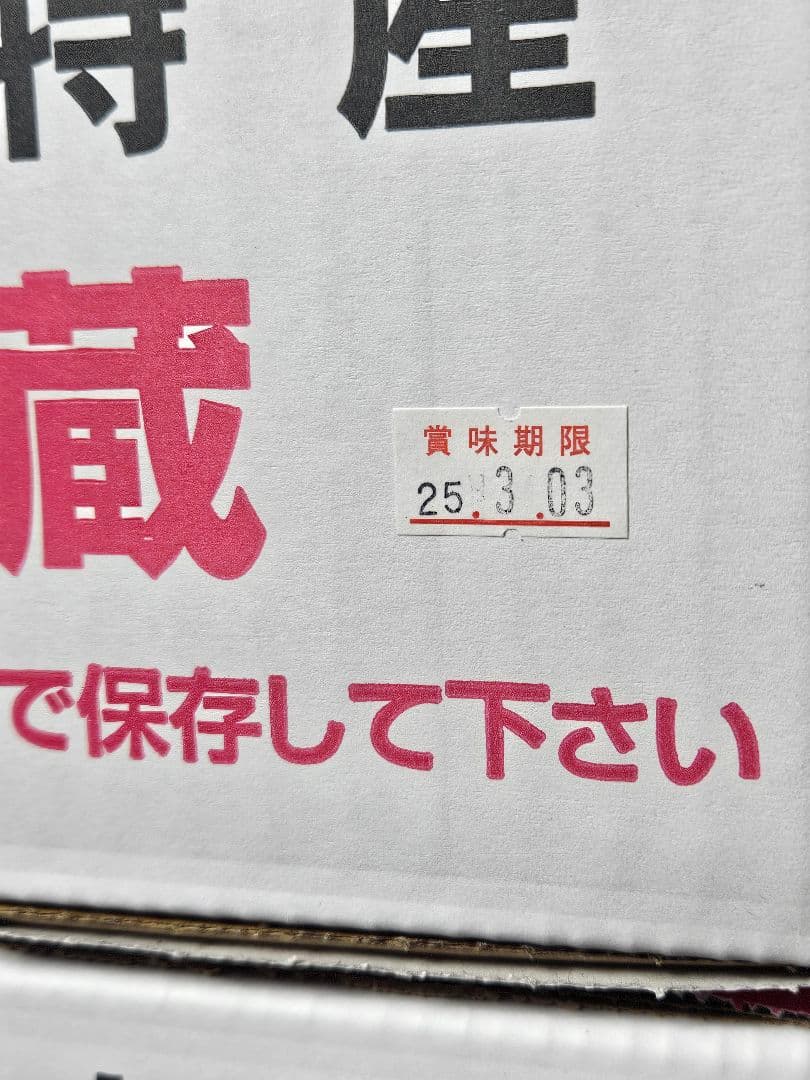 特産
蔵
賞味期限
25.3.03
で保存して下さい